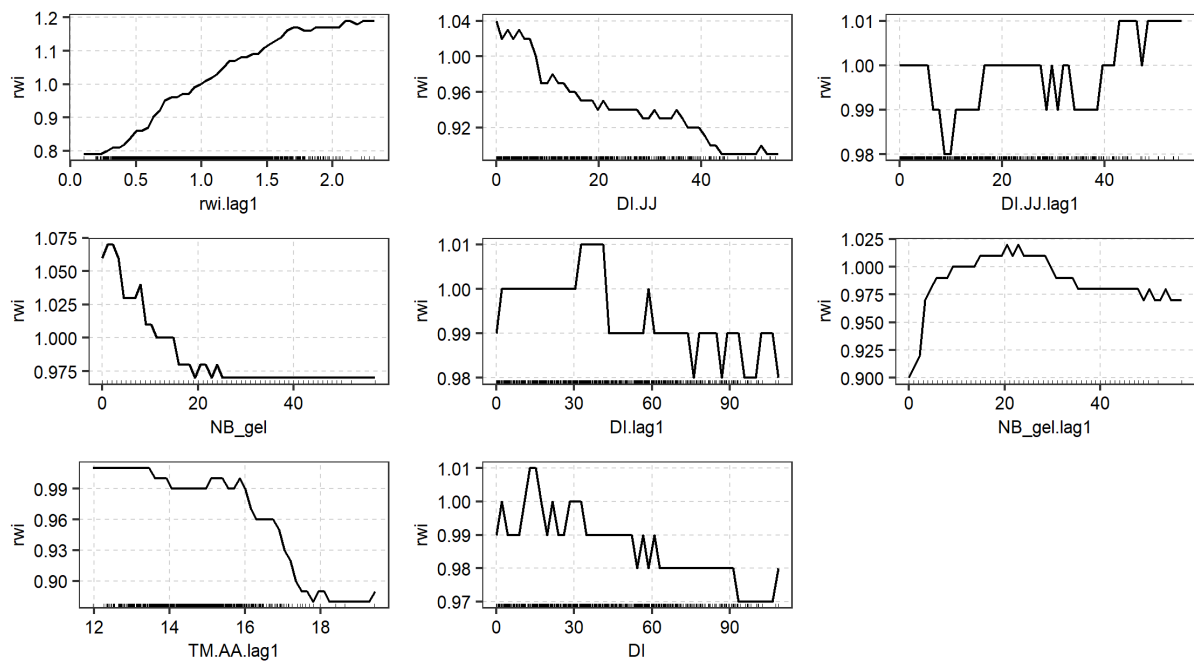 1.2
1.1
1.0
0.9
0.8
rwi
0.0 0.5 1.0 1.5 2.0
rwi.lag1
1.04
1.00
0.96
0.92
rwi
0 20 40
DI.JJ
1.01
1.00
0.99
0.98
rwi
0 20 40
DI.JJ.lag1
1.075
1.050
1.025
1.000
0.975
rwi
0 20 40
NB_gel
1.01
1.00
0.99
0.98
rwi
0 30 60 90
DI.lag1
1.025
1.000
0.975
0.950
0.925
0.900
rwi
0 20 40
NB_gel.lag1
0.99
0.96
0.93
0.90
rwi
12 14 16 18
TM.AA.lag1
1.01
1.00
0.99
0.98
0.97
rwi
0 30 60 90
DI